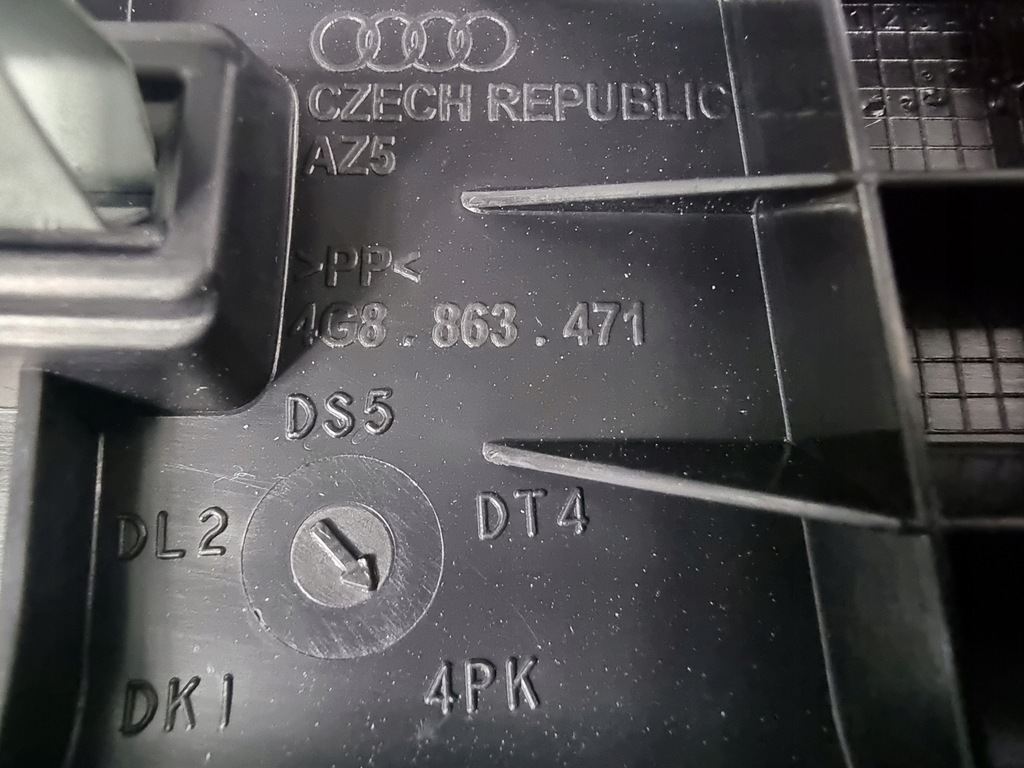 CZECH REPUBLIC
AZ5
>PP<
4G8 . 863 . 471
DS5
DL2
DT4
DK1
4PK